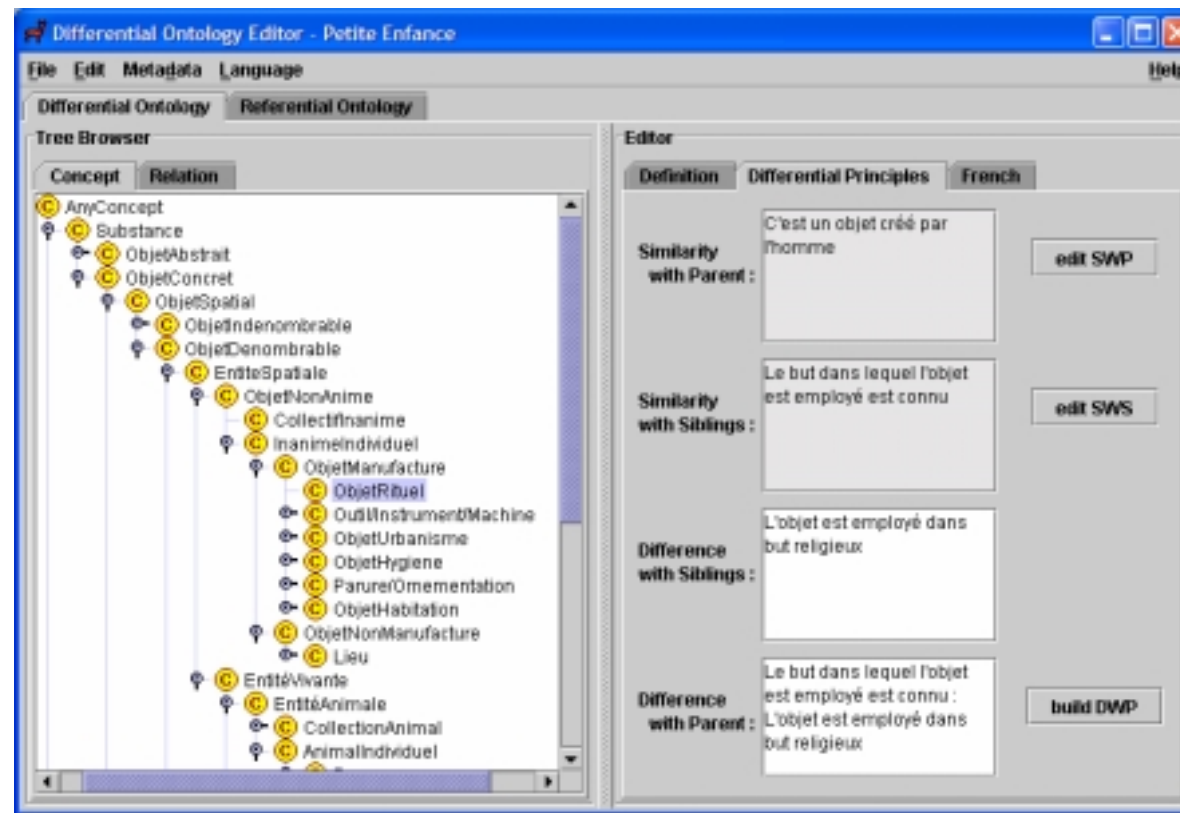 Differential Ontology Editor - Petite Enfance
File Edit Metadata Language Help
Differential Ontology Referential Ontology
Tree Browser
Concept Relation
AnyConcept
Substance
ObjetAbstrait
ObjetConcret
ObjetSpatial
ObjetIndenombrable
ObjetDenombrable
EntiteSpatiale
ObjetNonAnime
CollectifInanime
InanimeIndividuel
ObjetManufacture
ObjetRituel
Outil/Instrument/Machine
ObjetUrbanisme
ObjetHygiene
Parure/Ornementation
ObjetHabitation
ObjetNonManufacture
Lieu
EntitéVivante
EntitéAnimale
CollectionAnimal
AnimalIndividuel
Editor
Definition Differential Principles French
Similarity
with Parent :
C'est un objet créé par
l'homme
edit SWP
Similarity
with Siblings :
Le but dans lequel l'objet
est employé est connu
edit SWS
Difference
with Siblings :
L'objet est employé dans
but religieux
Difference
with Parent :
Le but dans lequel l'objet
est employé est connu :
L'objet est employé dans
but religieux
build DWP